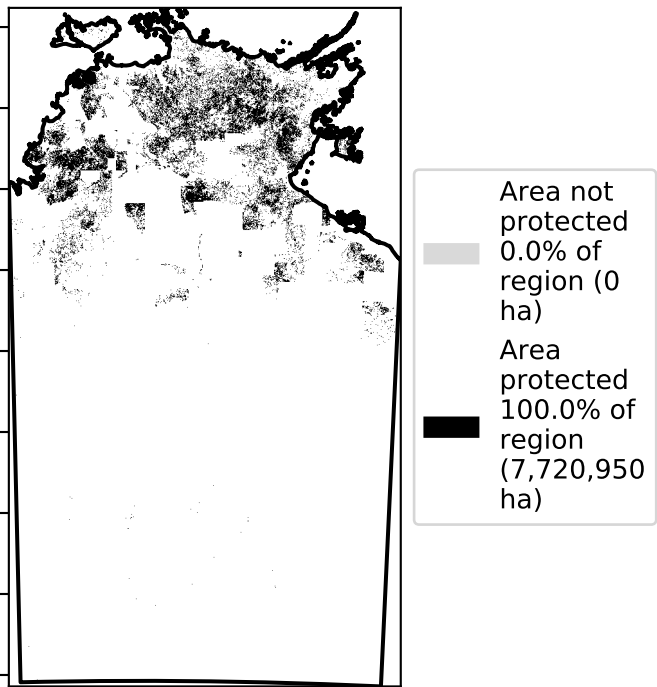 Area not
protected
0.0% of
region (0
ha)
Area
protected
100.0% of
region
(7,720,950
ha)